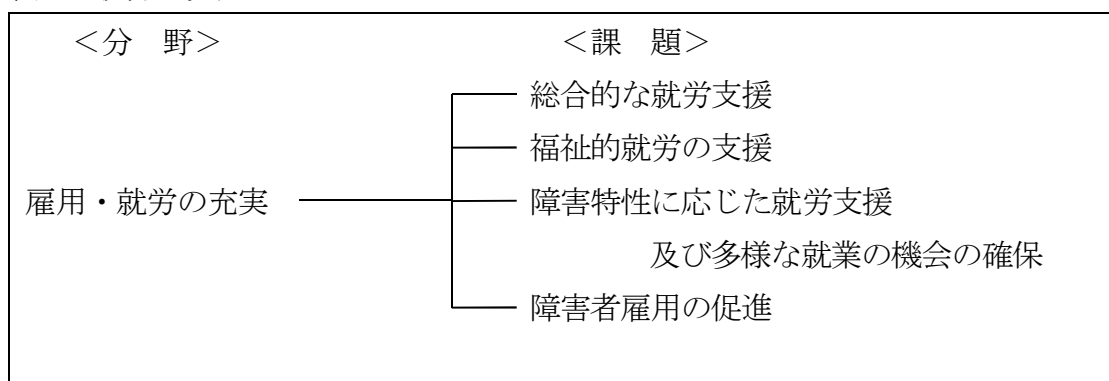 ＜分　野＞　＜課　題＞
総合的な就労支援
福祉的就労の支援
雇用・就労の充実　障害特性に応じた就労支援
及び多様な就業の機会の確保
障害者雇用の促進